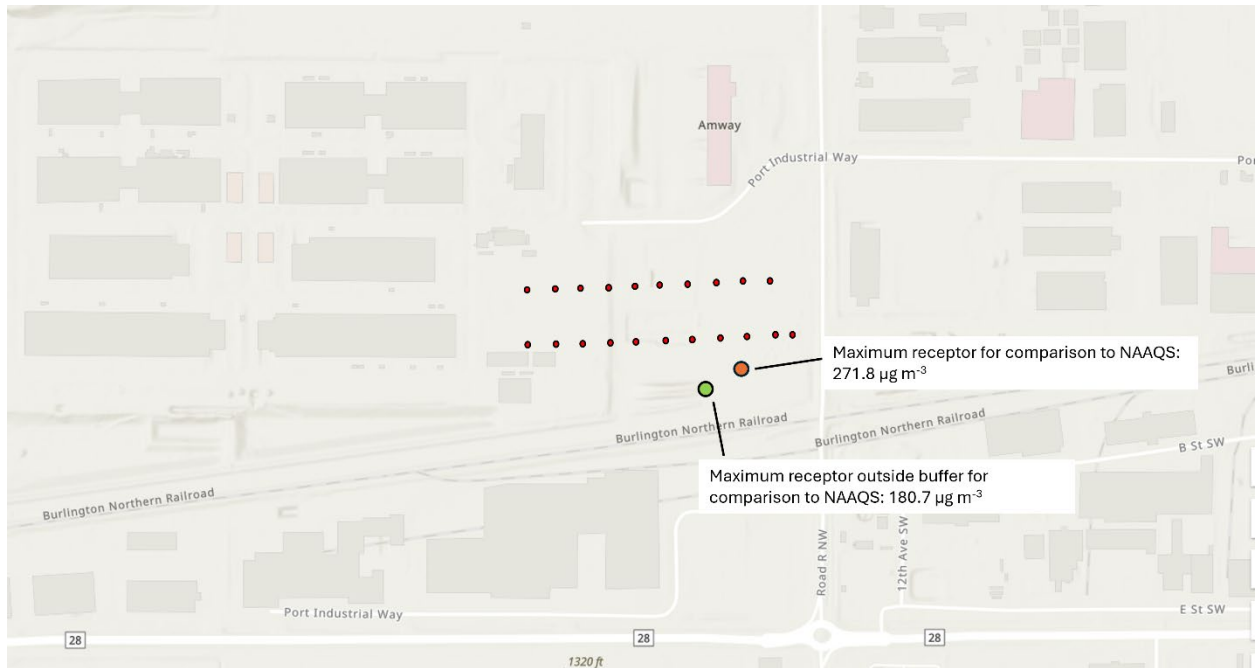 Amway
Port Industrial Way
Por
Maximum receptor for comparison to NAAQS:
271.8 µg m-3
Burlin
Burlington Northern Railroad
Burlington Northern Railroad
B St SW
Maximum receptor outside buffer for
comparison to NAAQS: 180.7 µg m-3
Burlington Northern Railroad
Road R NW
12th Ave SW
Port Industrial Way
E St SW
28
28
28
1320 ft